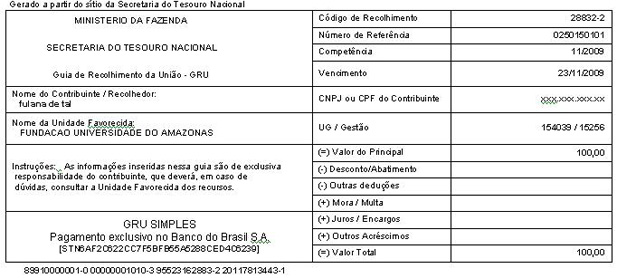 Gerado a partir do sítio da Secretaria do Tesouro Nacional
MINISTERIO DA FAZENDA
SECRETARIA DO TESOURO NACIONAL
Guia de Recolhimento da União - GRU
Código de Recolhimento 28832-2
Número de Referência 0250150101
Competência 11/2009
Vencimento 23/11/2009
Nome do Contribuinte / Recolhedor:
fulana de tal
CNPJ ou CPF do Contribuinte xxx.xxx.xxx.xx
Nome da Unidade Favorecida:
FUNDACAO UNIVERSIDADE DO AMAZONAS
UG / Gestão 154039 / 15256
Instruções: As informações inseridas nessa guia são de exclusiva
responsabilidade do contribuinte, que deverá, em caso de
dúvidas, consultar a Unidade Favorecida dos recursos.
(=) Valor do Principal 100,00
(-) Desconto/Abatimento
(-) Outras deduções
(+) Mora / Multa
(+) Juros / Encargos
(+) Outros Acréscimos
(=) Valor Total 100,00
GRU SIMPLES
Pagamento exclusivo no Banco do Brasil S.A.
[STN6AF20622CC7F5BFB55A5288CED406239]
89910000001-0 00000001010-3 95523162883-2 20117813443-1